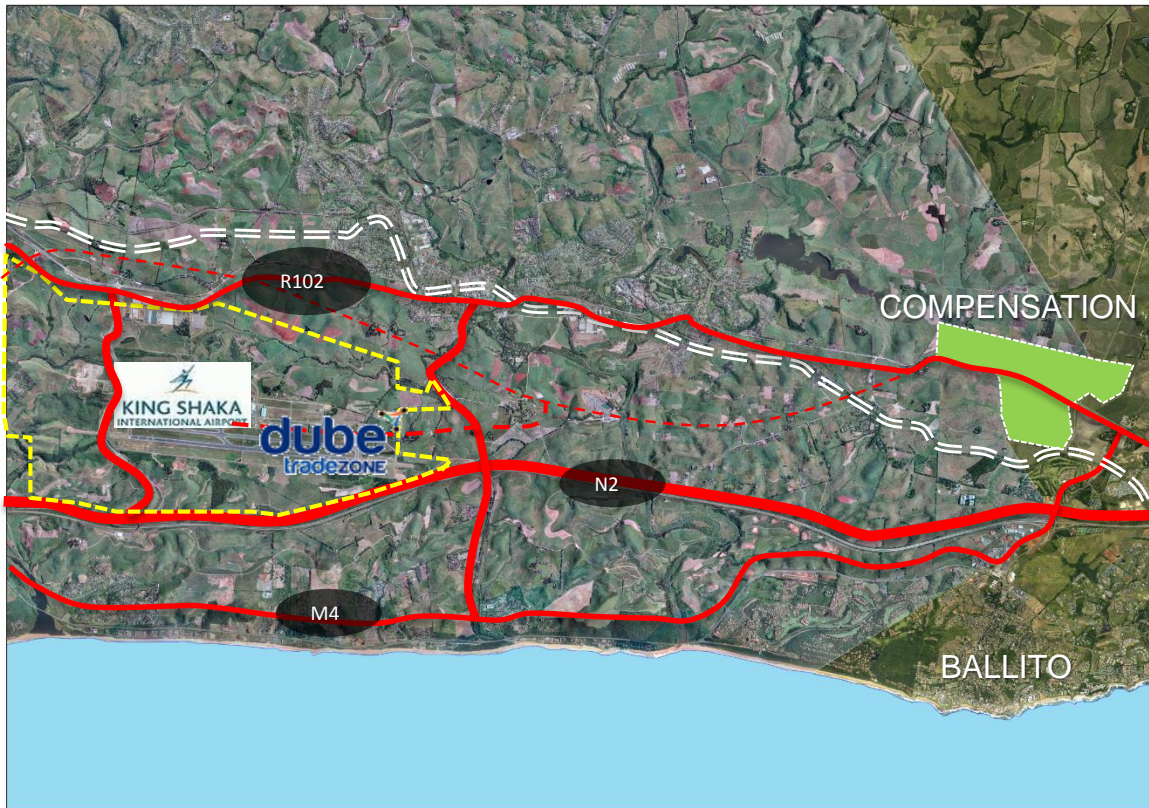 R102
COMPENSATION
KING SHAKA
INTERNATIONAL AIRPORT
dube
tradeZONE
N2
M4
BALLITO